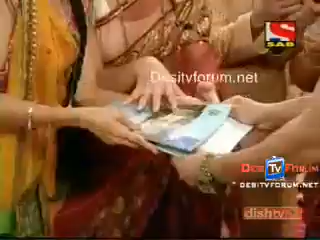 SAB
Desitvforum.net
DESI TV FORUM
" DESITVFORUM.NET
dishtv